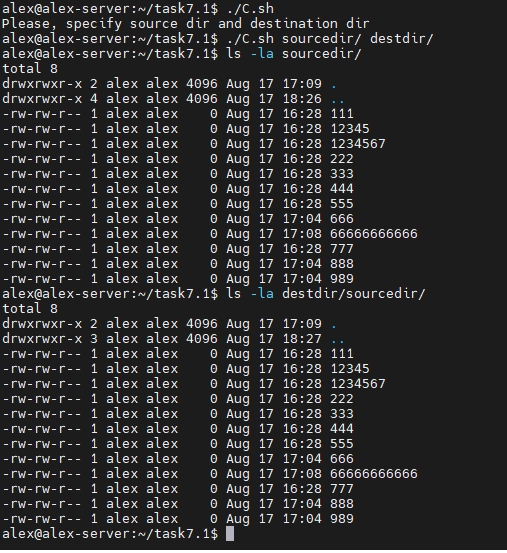 alex@alex-server:~/task7.1$ ./C.sh
Please, specify source dir and destination dir
alex@alex-server:~/task7.1$ ./C.sh sourcedir/ destdir/
alex@alex-server:~/task7.1$ ls -la sourcedir/
total 8
drwxrwxr-x 2 alex alex 4096 Aug 17 17:09 .
drwxrwxr-x 4 alex alex 4096 Aug 17 18:26 ..
-rw-rw-r-- 1 alex alex    0 Aug 17 16:28 111
-rw-rw-r-- 1 alex alex    0 Aug 17 16:28 12345
-rw-rw-r-- 1 alex alex    0 Aug 17 16:28 1234567
-rw-rw-r-- 1 alex alex    0 Aug 17 16:28 222
-rw-rw-r-- 1 alex alex    0 Aug 17 16:28 333
-rw-rw-r-- 1 alex alex    0 Aug 17 16:28 444
-rw-rw-r-- 1 alex alex    0 Aug 17 16:28 555
-rw-rw-r-- 1 alex alex    0 Aug 17 17:04 666
-rw-rw-r-- 1 alex alex    0 Aug 17 17:08 66666666666
-rw-rw-r-- 1 alex alex    0 Aug 17 16:28 777
-rw-rw-r-- 1 alex alex    0 Aug 17 17:04 888
-rw-rw-r-- 1 alex alex    0 Aug 17 17:04 989
alex@alex-server:~/task7.1$ ls -la destdir/sourcedir/
total 8
drwxrwxr-x 2 alex alex 4096 Aug 17 17:09 .
drwxrwxr-x 3 alex alex 4096 Aug 17 18:27 ..
-rw-rw-r-- 1 alex alex    0 Aug 17 16:28 111
-rw-rw-r-- 1 alex alex    0 Aug 17 16:28 12345
-rw-rw-r-- 1 alex alex    0 Aug 17 16:28 1234567
-rw-rw-r-- 1 alex alex    0 Aug 17 16:28 222
-rw-rw-r-- 1 alex alex    0 Aug 17 16:28 333
-rw-rw-r-- 1 alex alex    0 Aug 17 16:28 444
-rw-rw-r-- 1 alex alex    0 Aug 17 16:28 555
-rw-rw-r-- 1 alex alex    0 Aug 17 17:04 666
-rw-rw-r-- 1 alex alex    0 Aug 17 17:08 66666666666
-rw-rw-r-- 1 alex alex    0 Aug 17 16:28 777
-rw-rw-r-- 1 alex alex    0 Aug 17 17:04 888
-rw-rw-r-- 1 alex alex    0 Aug 17 17:04 989
alex@alex-server:~/task7.1$